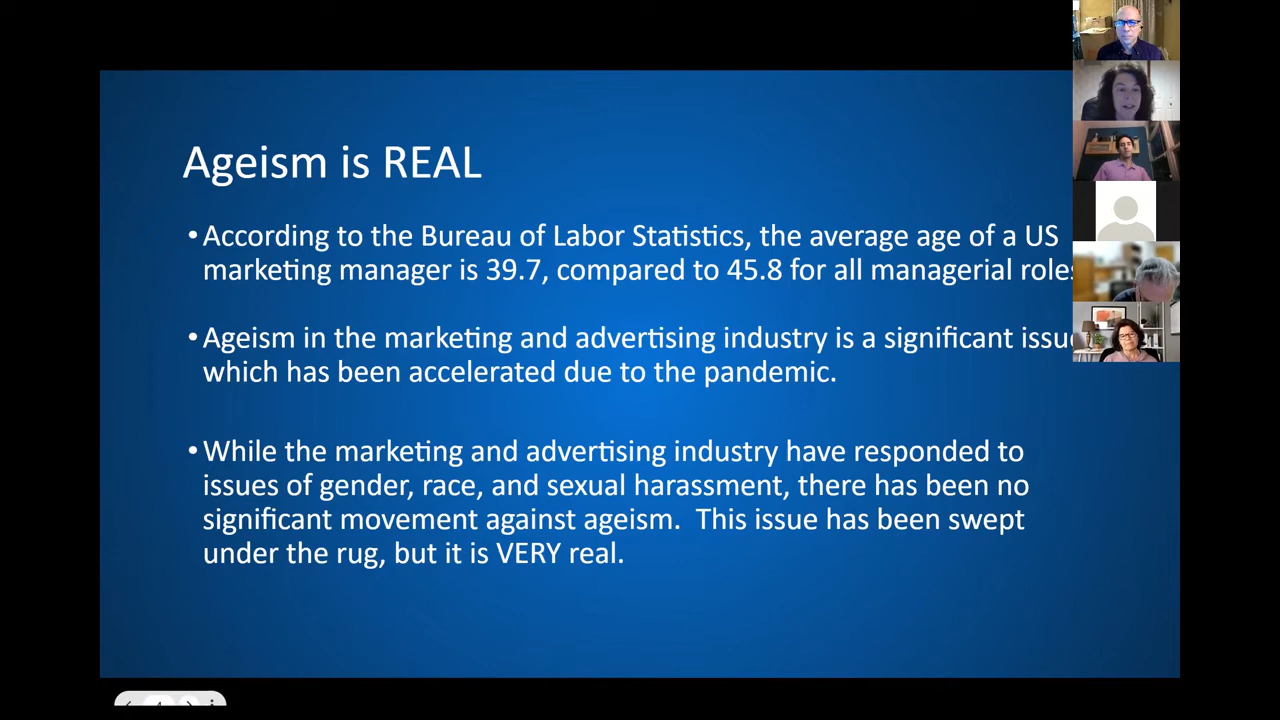 Ageism is REAL
• According to the Bureau of Labor Statistics, the average age of a US
marketing manager is 39.7, compared to 45.8 for all managerial roles
• Ageism in the marketing and advertising industry is a significant issu
which has been accelerated due to the pandemic.
• While the marketing and advertising industry have responded to
issues of gender, race, and sexual harassment, there has been no
significant movement against ageism.  This issue has been swept
under the rug, but it is VERY real.
4